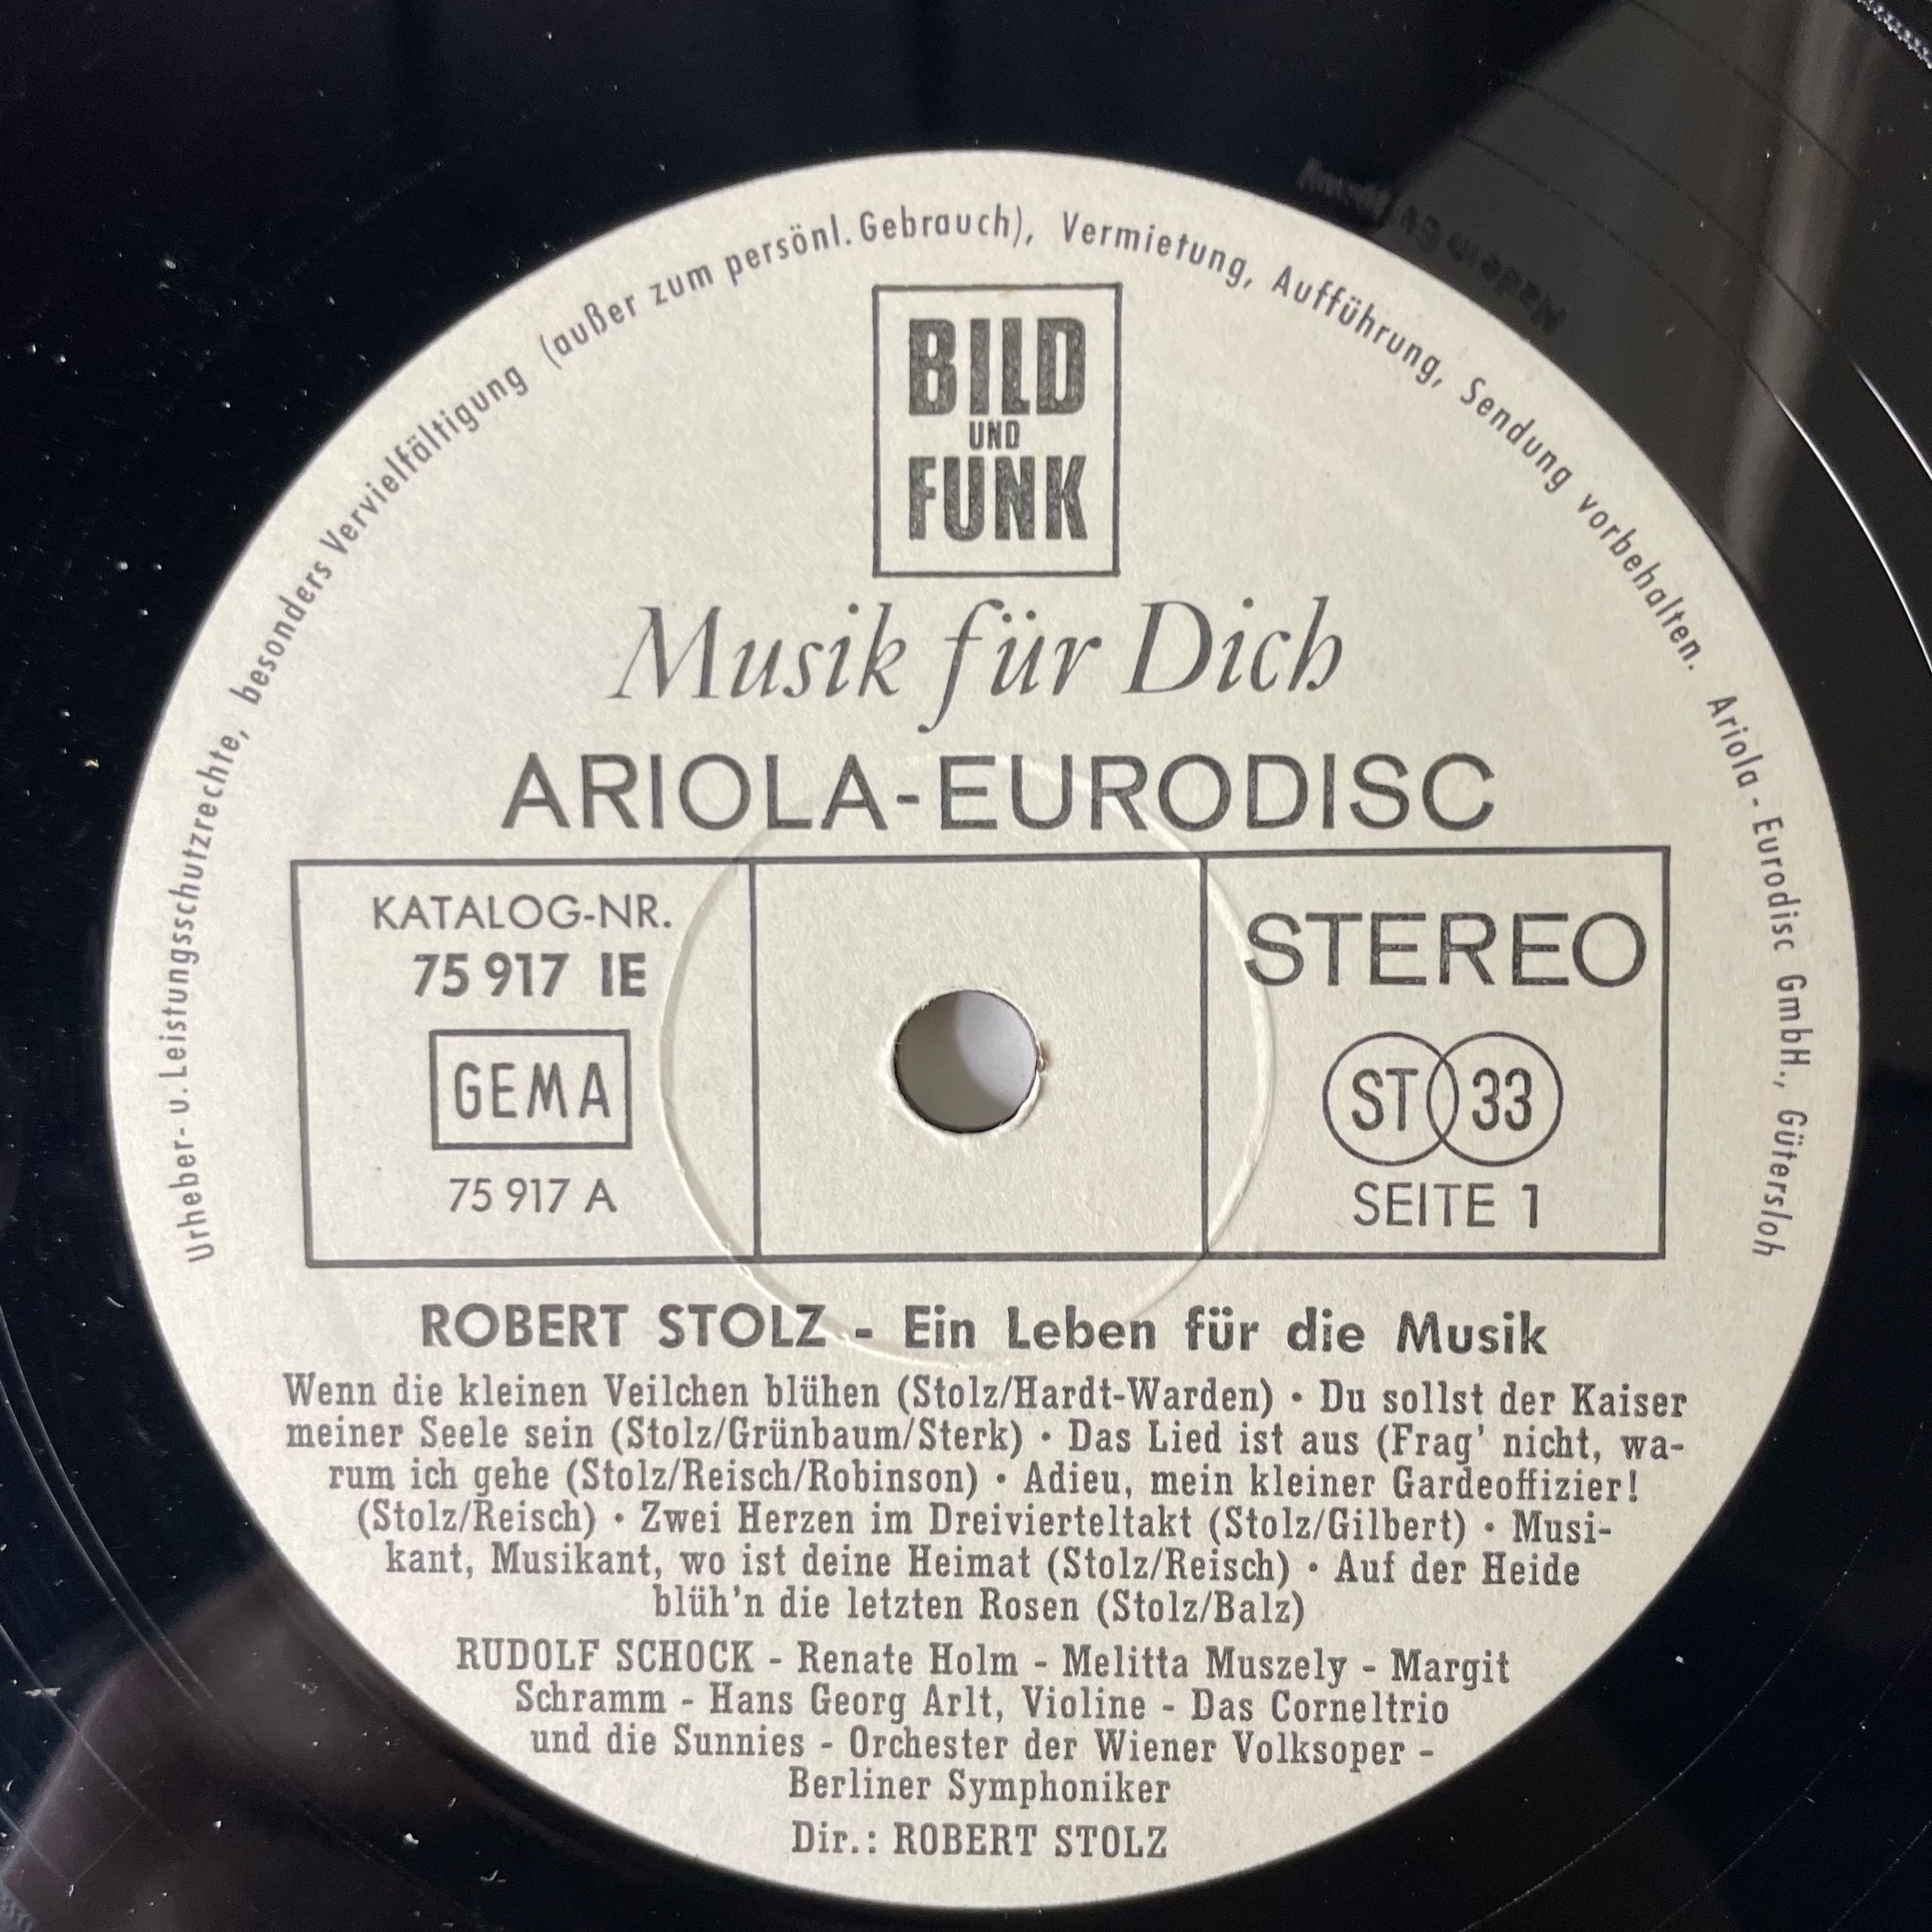 Urheber- u. Leistungsschutzrechte, besonders Vervielfältigung (außer zum persönl. Gebrauch), Vermietung, Aufführung, Sendung vorbehalten. Ariola - Eurodisc GmbH., Gütersloh
BILD
UND
FUNK
Musik für Dich
ARIOLA-EURODISC
KATALOG-NR.
75 917 IE
GEMA
75 917 A
STEREO
ST 33
SEITE 1
ROBERT STOLZ - Ein Leben für die Musik
Wenn die kleinen Veilchen blühen (Stolz/Hardt-Warden) • Du sollst der Kaiser
meiner Seele sein (Stolz/Grünbaum/Sterk) • Das Lied ist aus (Frag' nicht, wa-
rum ich gehe (Stolz/Reisch/Robinson) • Adieu, mein kleiner Gardeoffizier!
(Stolz/Reisch) • Zwei Herzen im Dreivierteltakt (Stolz/Gilbert) • Musi-
kant, Musikant, wo ist deine Heimat (Stolz/Reisch) • Auf der Heide
blüh'n die letzten Rosen (Stolz/Balz)
RUDOLF SCHOCK - Renate Holm - Melitta Muszely - Margit
Schramm - Hans Georg Arlt, Violine - Das Corneltrio
und die Sunnies - Orchester der Wiener Volksoper -
Berliner Symphoniker
Dir.: ROBERT STOLZ